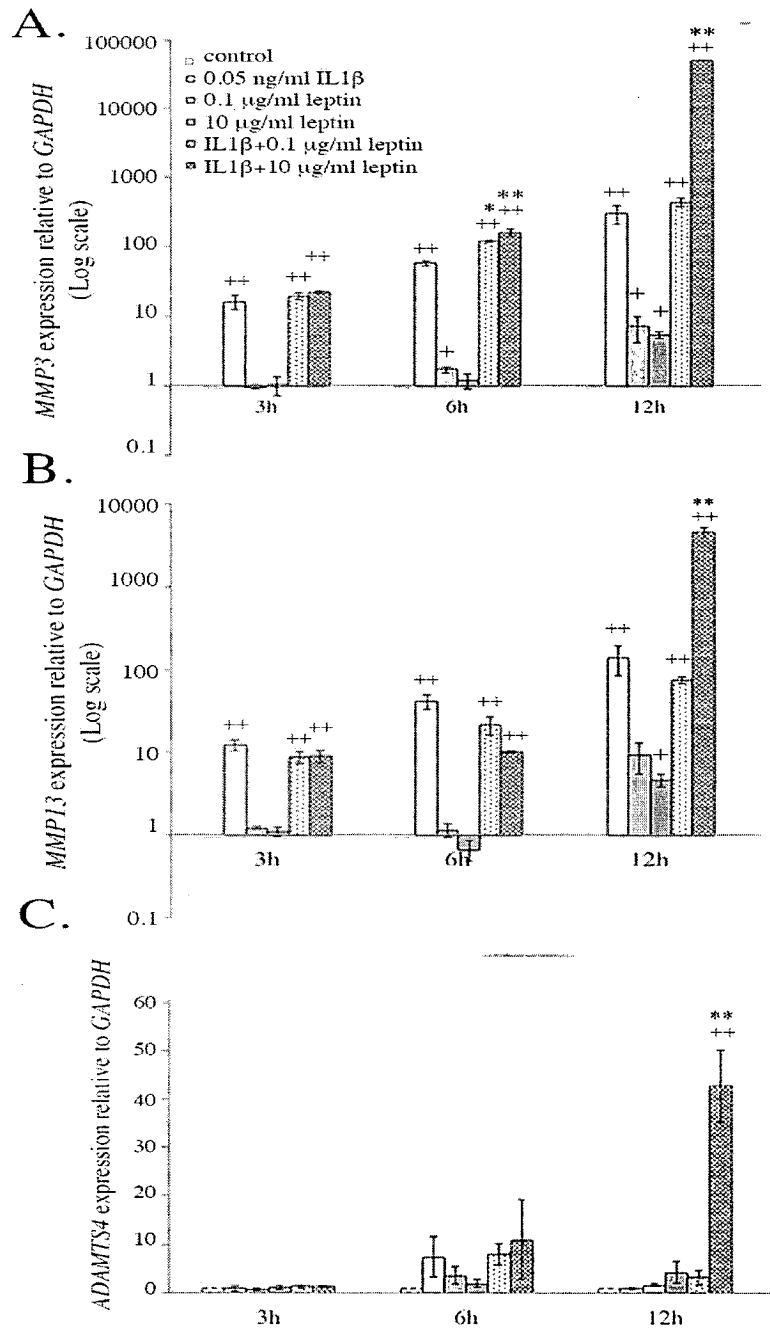 A.
MMP3 expression relative to GAPDH
(Log scale)
100000
10000
1000
100
10
1
0.1
control
0.05 ng/ml IL1β
0.1 µg/ml leptin
10 µg/ml leptin
IL1β+0.1 µg/ml leptin
IL1β+10 µg/ml leptin
++
++
++
++
+
*
++
**
++
++
+
+
++
**
++
3h
6h
12h
B.
MMP13 expression relative to GAPDH
(Log scale)
10000
1000
100
10
1
0.1
++
++
++
++
++
++
++
+
++
**
++
3h
6h
12h
C.
ADAMTS4 expression relative to GAPDH
60
50
40
30
20
10
0
**
++
3h
6h
12h